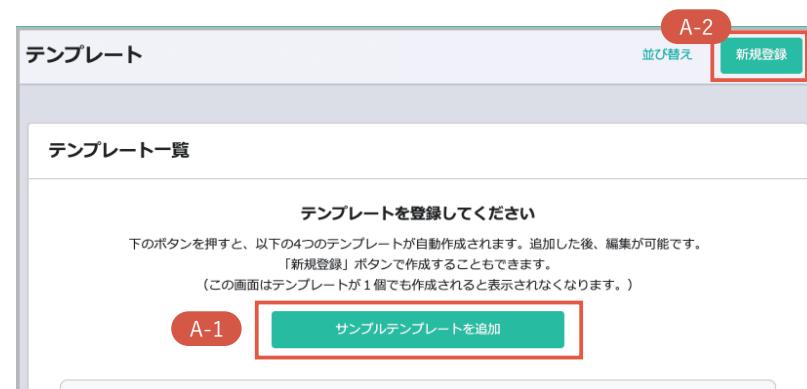 A-2
テンプレート
並び替え
新規登録
テンプレート一覧
テンプレートを登録してください
下のボタンを押すと、以下の4つのテンプレートが自動作成されます。追加した後、編集が可能です。
「新規登録」ボタンで作成することもできます。
（この画面はテンプレートが１個でも作成されると表示されなくなります。）
A-1
サンプルテンプレートを追加